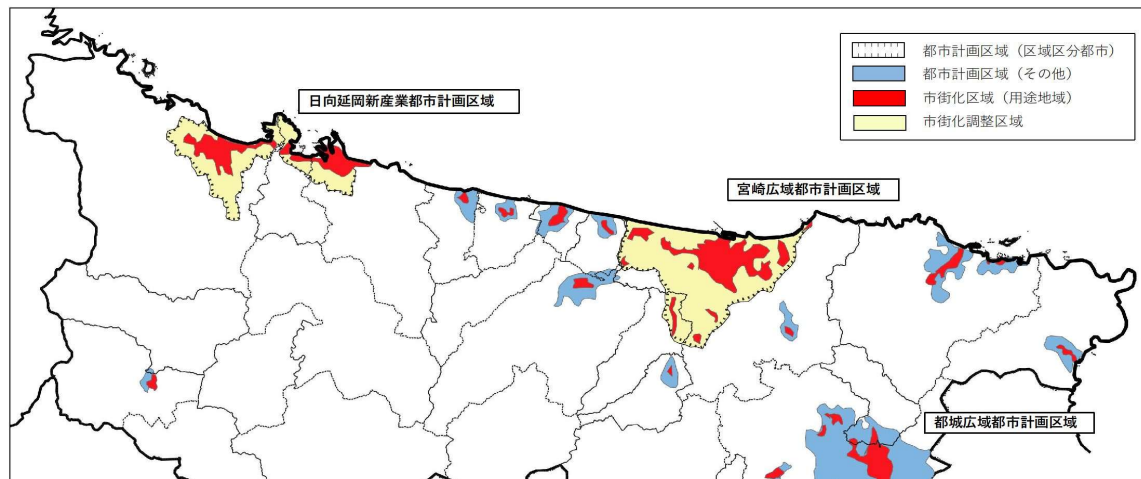 都市計画区域（区域区分都市）
都市計画区域（その他）
市街化区域（用途地域）
市街化調整区域
日向延岡新産業都市計画区域
宮崎広域都市計画区域
都城広域都市計画区域